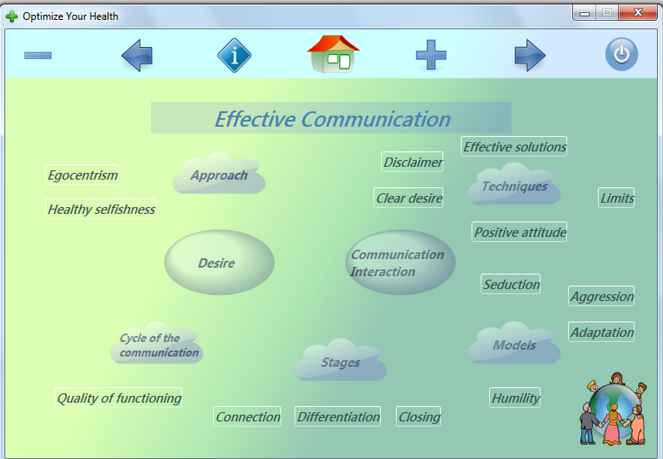 Optimize Your Health
Effective Communication
Effective solutions
Disclaimer
Egocentrism
Approach
Techniques
Clear desire
Limits
Healthy selfishness
Positive attitude
Desire
Communication
Interaction
Seduction
Aggression
Cycle of the
communication
Adaptation
Models
Stages
Quality of functioning
Humility
Connection
Differentiation
Closing